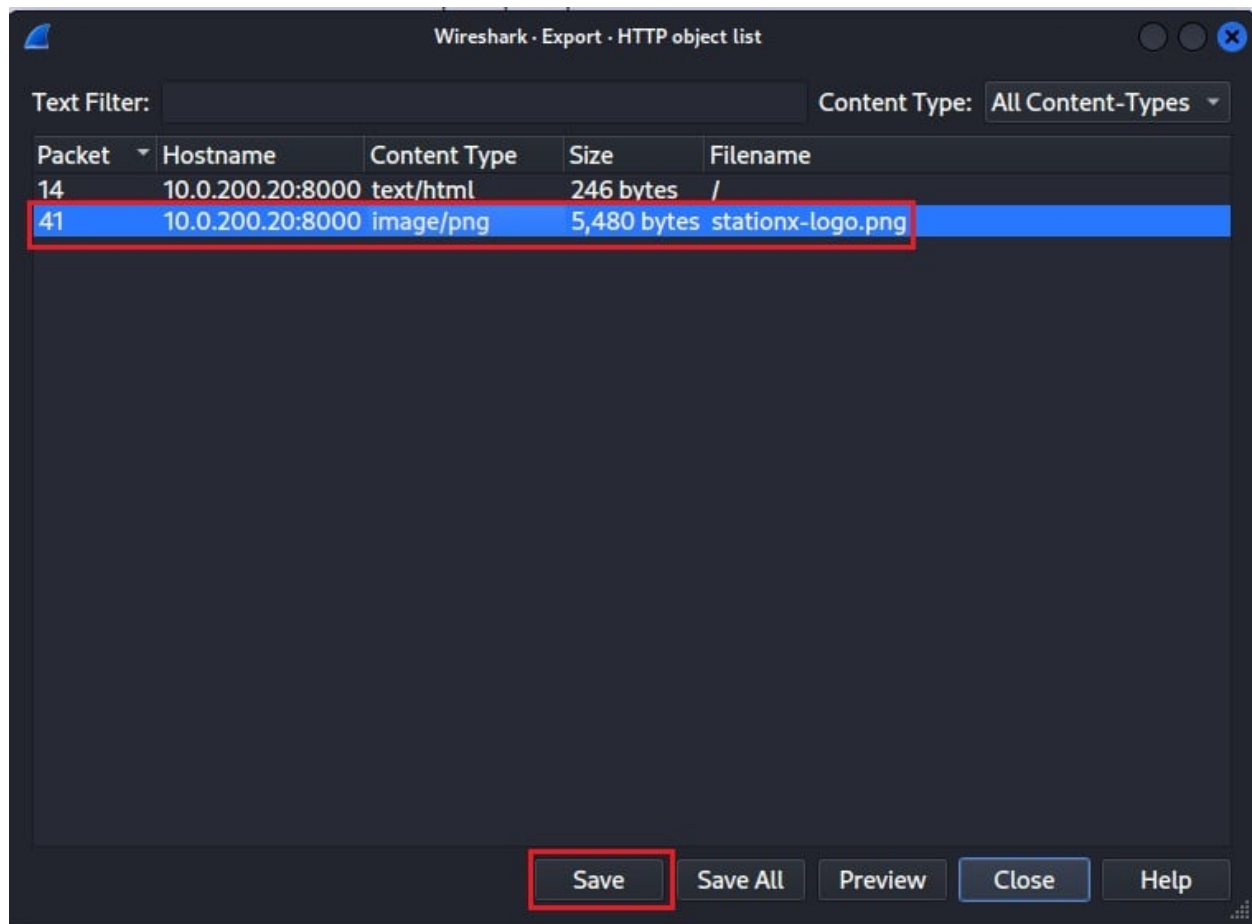 Wireshark · Export · HTTP object list
Text Filter: Content Type: All Content-Types
Packet Hostname Content Type Size Filename
14 10.0.200.20:8000 text/html 246 bytes /
41 10.0.200.20:8000 image/png 5,480 bytes stationx-logo.png
Save Save All Preview Close Help